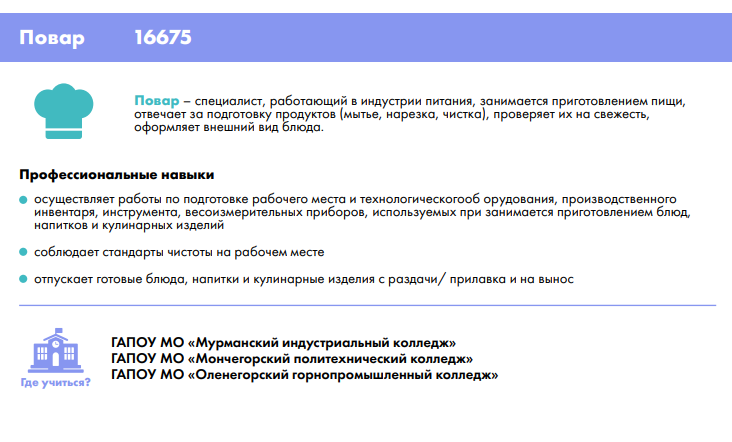 Повар 16675
Повар – специалист, работающий в индустрии питания, занимается приготовлением пищи,
отвечает за подготовку продуктов (мытье, нарезка, чистка), проверяет их на свежесть,
оформляет внешний вид блюда.
Профессиональные навыки
осуществляет работы по подготовке рабочего места и технологическогооб орудования, производственного
инвентаря, инструмента, весоизмерительных приборов, используемых при занимается приготовлением блюд,
напитков и кулинарных изделий
соблюдает стандарты чистоты на рабочем месте
отпускает готовые блюда, напитки и кулинарные изделия с раздачи/ прилавка и на вынос
ГАПОУ МО «Мурманский индустриальный колледж»
ГАПОУ МО «Мончегорский политехнический колледж»
ГАПОУ МО «Оленегорский горнопромышленный колледж»
Где учиться?